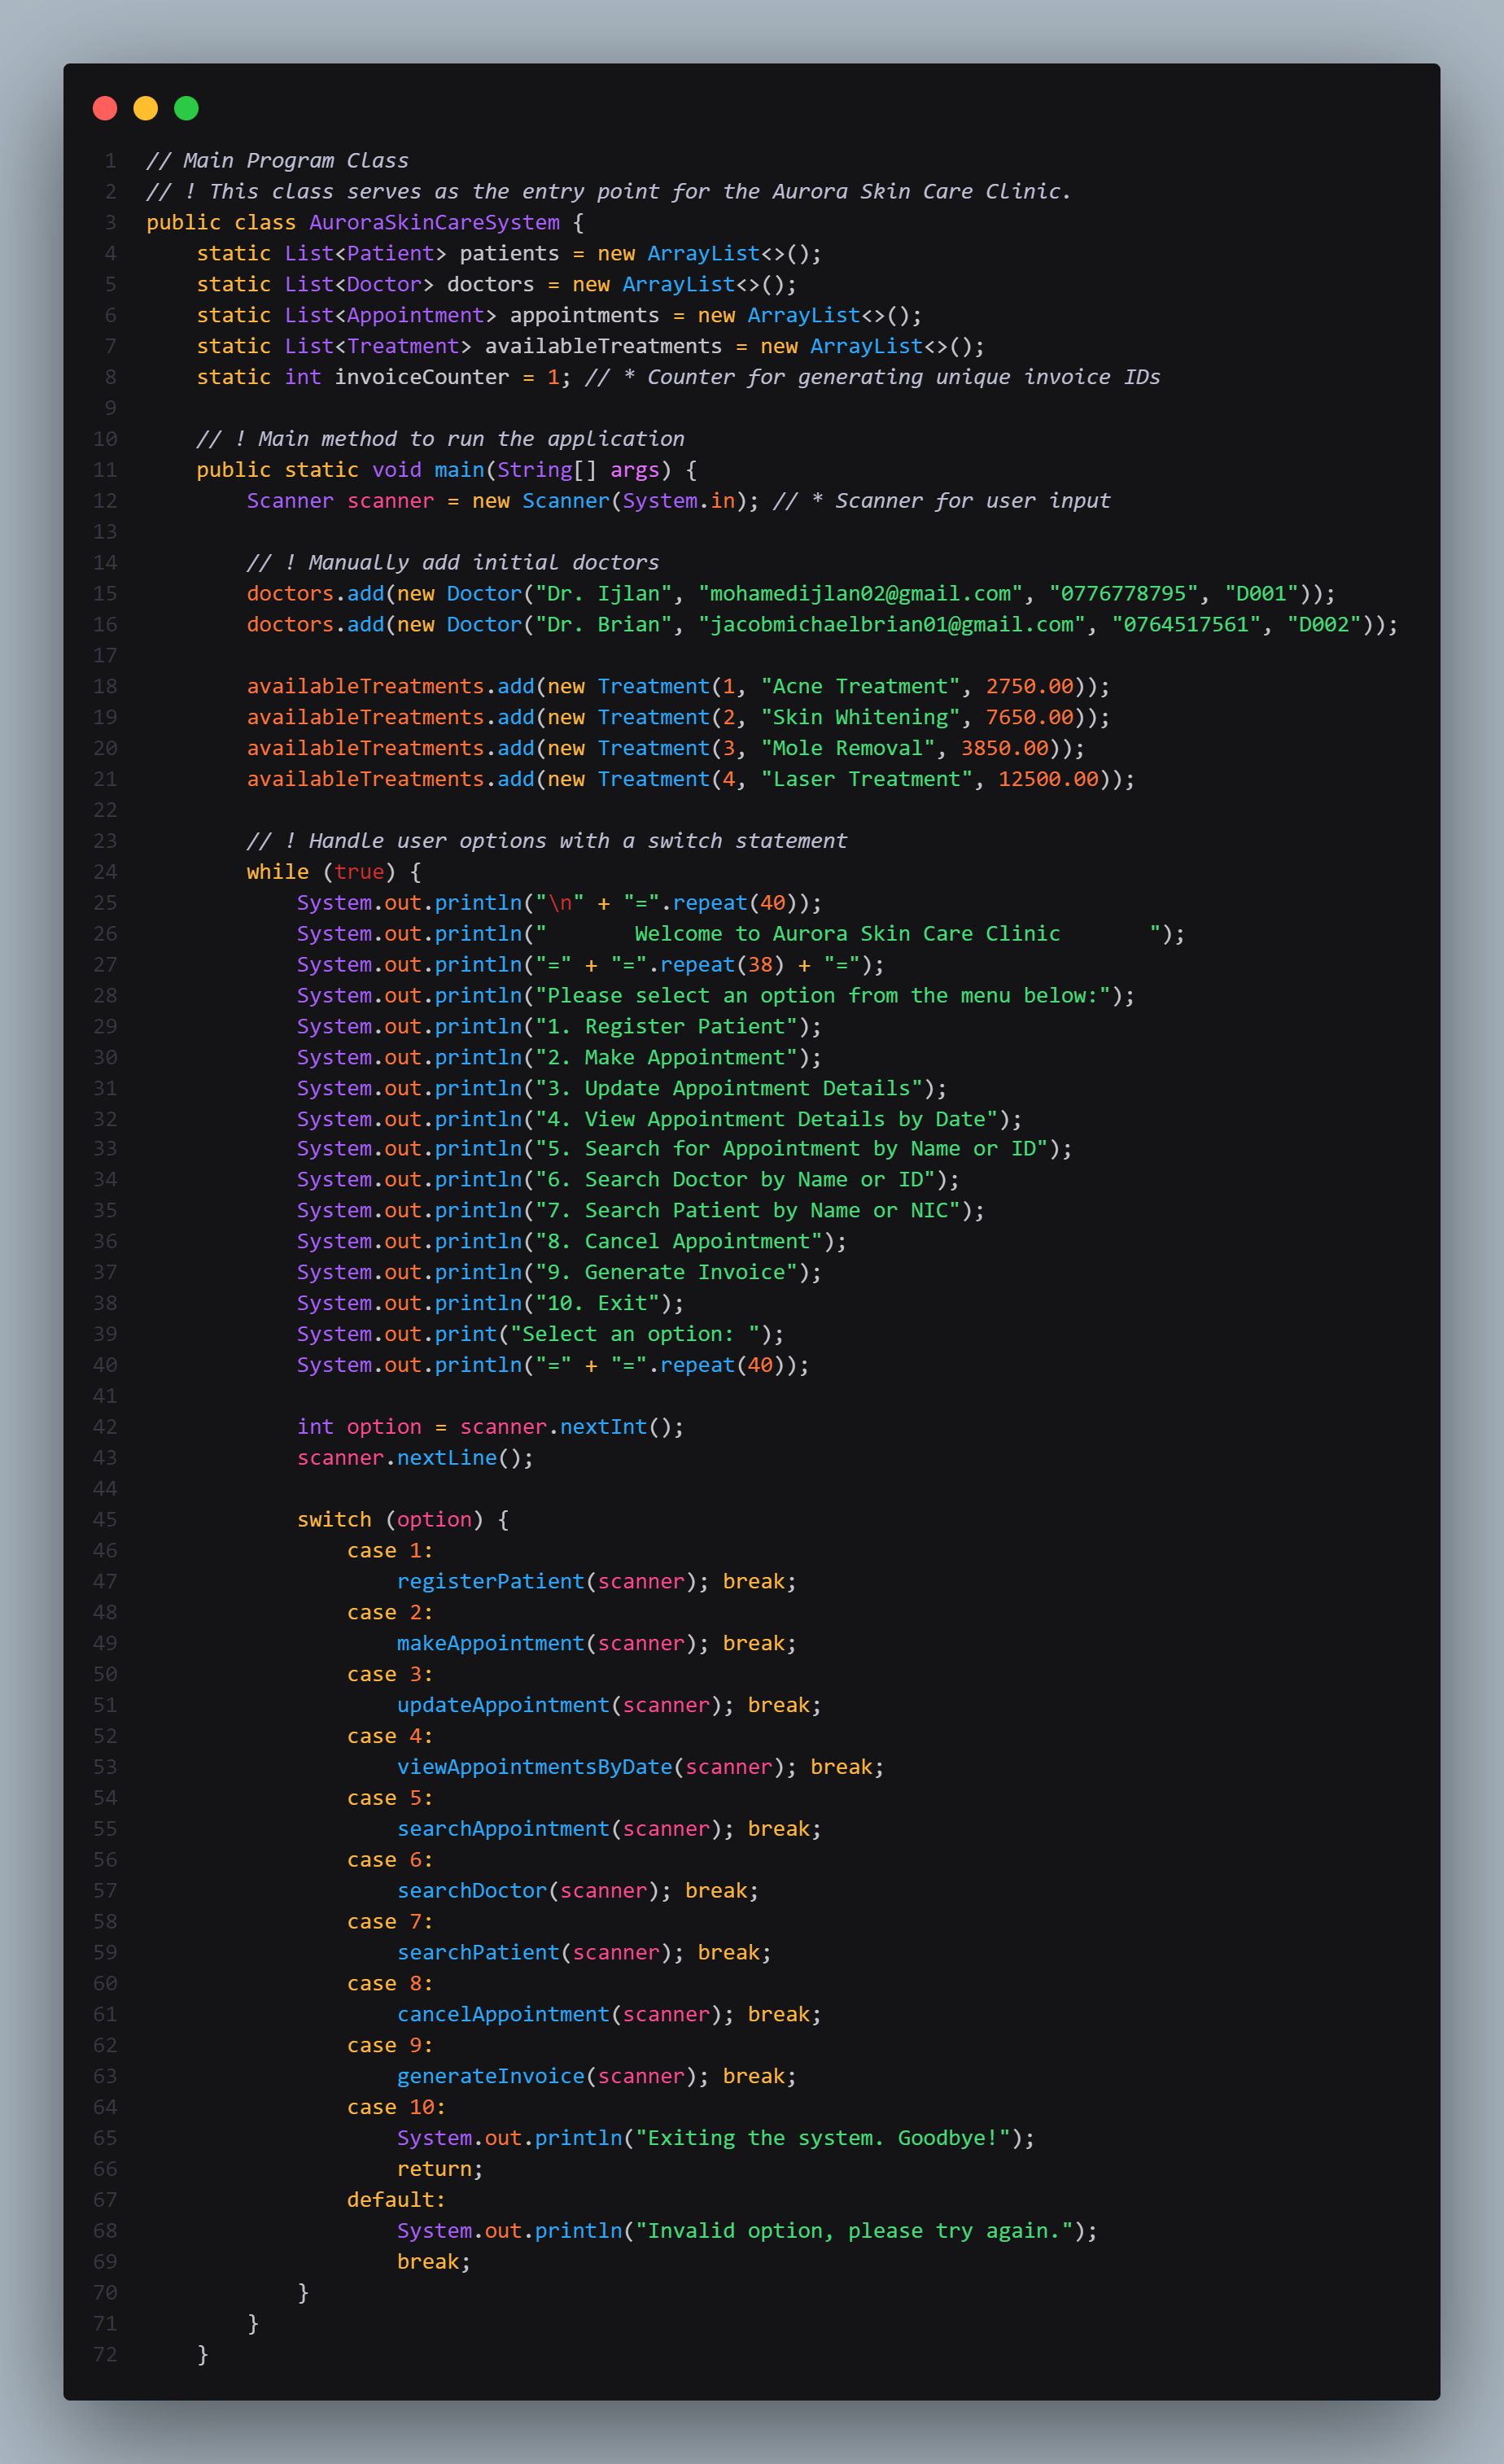 1 // Main Program Class
2 // ! This class serves as the entry point for the Aurora Skin Care Clinic.
3 public class AuroraSkinCareSystem {
4     static List<Patient> patients = new ArrayList<>();
5     static List<Doctor> doctors = new ArrayList<>();
6     static List<Appointment> appointments = new ArrayList<>();
7     static List<Treatment> availableTreatments = new ArrayList<>();
8     static int invoiceCounter = 1; // * Counter for generating unique invoice IDs
9
10     // ! Main method to run the application
11     public static void main(String[] args) {
12         Scanner scanner = new Scanner(System.in); // * Scanner for user input
13
14         // ! Manually add initial doctors
15         doctors.add(new Doctor("Dr. Ijlan", "mohamedijlan02@gmail.com", "0776778795", "D001"));
16         doctors.add(new Doctor("Dr. Brian", "jacobmichaelbrian01@gmail.com", "0764517561", "D002"));
17
18         availableTreatments.add(new Treatment(1, "Acne Treatment", 2750.00));
19         availableTreatments.add(new Treatment(2, "Skin Whitening", 7650.00));
20         availableTreatments.add(new Treatment(3, "Mole Removal", 3850.00));
21         availableTreatments.add(new Treatment(4, "Laser Treatment", 12500.00));
22
23         // ! Handle user options with a switch statement
24         while (true) {
25             System.out.println("\n" + "=".repeat(40));
26             System.out.println("       Welcome to Aurora Skin Care Clinic       ");
27             System.out.println("=" + "=".repeat(38) + "=");
28             System.out.println("Please select an option from the menu below:");
29             System.out.println("1. Register Patient");
30             System.out.println("2. Make Appointment");
31             System.out.println("3. Update Appointment Details");
32             System.out.println("4. View Appointment Details by Date");
33             System.out.println("5. Search for Appointment by Name or ID");
34             System.out.println("6. Search Doctor by Name or ID");
35             System.out.println("7. Search Patient by Name or NIC");
36             System.out.println("8. Cancel Appointment");
37             System.out.println("9. Generate Invoice");
38             System.out.println("10. Exit");
39             System.out.print("Select an option: ");
40             System.out.println("=" + "=".repeat(40));
41
42             int option = scanner.nextInt();
43             scanner.nextLine();
44
45             switch (option) {
46                 case 1:
47                     registerPatient(scanner); break;
48                 case 2:
49                     makeAppointment(scanner); break;
50                 case 3:
51                     updateAppointment(scanner); break;
52                 case 4:
53                     viewAppointmentsByDate(scanner); break;
54                 case 5:
55                     searchAppointment(scanner); break;
56                 case 6:
57                     searchDoctor(scanner); break;
58                 case 7:
59                     searchPatient(scanner); break;
60                 case 8:
61                     cancelAppointment(scanner); break;
62                 case 9:
63                     generateInvoice(scanner); break;
64                 case 10:
65                     System.out.println("Exiting the system. Goodbye!");
66                     return;
67                 default:
68                     System.out.println("Invalid option, please try again.");
69                     break;
70             }
71         }
72     }